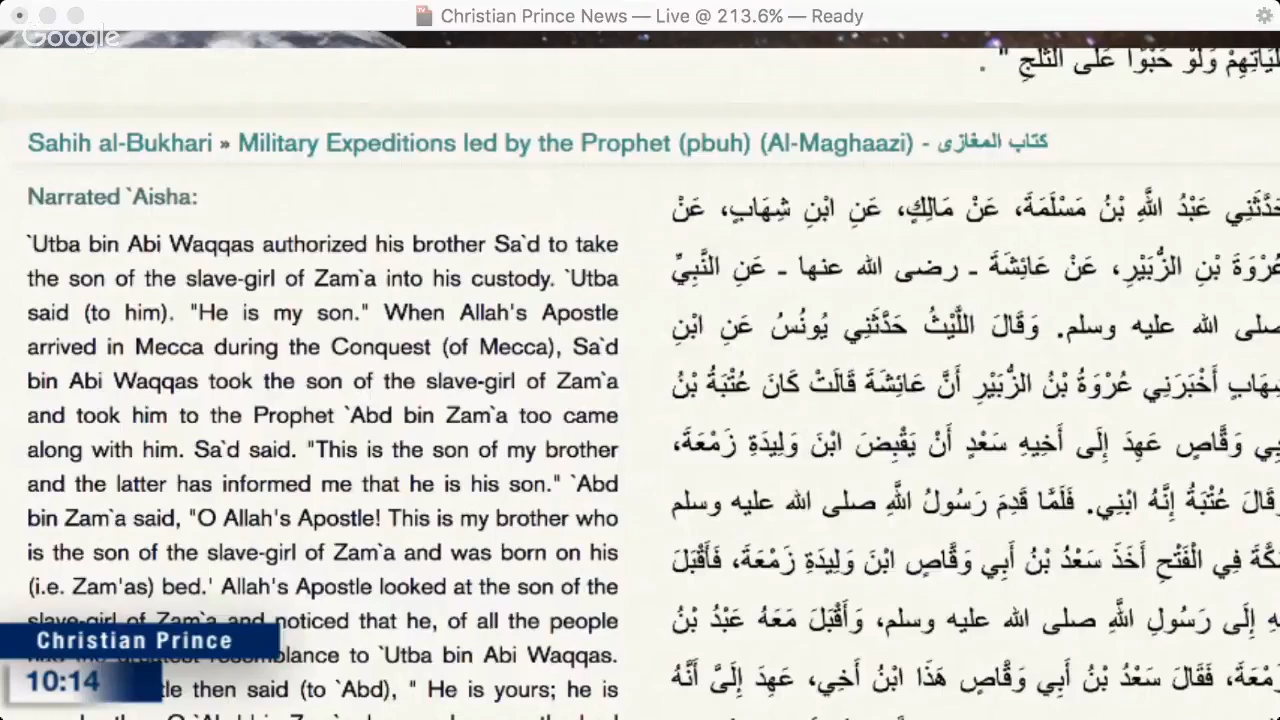 Christian Prince News — Live @ 213.6% — Ready
Google
وَلَوْ حَبْوًا عَلَى الثَّلْجِ " .
Sahih al-Bukhari » Military Expeditions led by the Prophet (pbuh) (Al-Maghaazi) - كتاب المغازى
Narrated `Aisha:
`Utba bin Abi Waqqas authorized his brother Sa`d to take
the son of the slave-girl of Zam`a into his custody. `Utba
said (to him). "He is my son." When Allah's Apostle
arrived in Mecca during the Conquest (of Mecca), Sa`d
bin Abi Waqqas took the son of the slave-girl of Zam`a
and took him to the Prophet `Abd bin Zam`a too came
along with him. Sa`d said. "This is the son of my brother
and the latter has informed me that he is his son." `Abd
bin Zam`a said, "O Allah's Apostle! This is my brother who
is the son of the slave-girl of Zam`a and was born on his
(i.e. Zam'as) bed.' Allah's Apostle looked at the son of the
slave-girl of Zam`a and noticed that he, of all the people
resemblance to `Utba bin Abi Waqqas.
then said (to `Abd), " He is yours; he is
عَبْدُ اللَّهِ بْنُ مَسْلَمَةَ، عَنْ مَالِكٍ، عَنِ ابْنِ شِهَابٍ، عَنْ
عُرْوَةَ بْنِ الزُّبَيْرِ، عَنْ عَائِشَةَ ـ رضى الله عنها ـ عَنِ النَّبِيِّ
صلى الله عليه وسلم. وَقَالَ اللَّيْثُ حَدَّثَنِي يُونُسُ عَنِ ابْنِ
أَخْبَرَنِي عُرْوَةُ بْنُ الزُّبَيْرِ أَنَّ عَائِشَةَ قَالَتْ كَانَ عُتْبَةُ بْنُ
وَقَّاصٍ عَهِدَ إِلَى أَخِيهِ سَعْدٍ أَنْ يَقْبِضَ ابْنَ وَلِيدَةِ زَمْعَةَ،
وَقَالَ عُتْبَةُ إِنَّهُ ابْنِي. فَلَمَّا قَدِمَ رَسُولُ اللَّهِ صلى الله عليه وسلم
فِي الْفَتْحِ أَخَذَ سَعْدُ بْنُ أَبِي وَقَّاصٍ ابْنَ وَلِيدَةِ زَمْعَةَ، فَأَقْبَلَ
إِلَى رَسُولِ اللَّهِ صلى الله عليه وسلم، وَأَقْبَلَ مَعَهُ عَبْدُ بْنُ
فَقَالَ سَعْدُ بْنُ أَبِي وَقَّاصٍ هَذَا ابْنُ أَخِي، عَهِدَ إِلَىَّ أَنَّهُ
Christian Prince
10:14